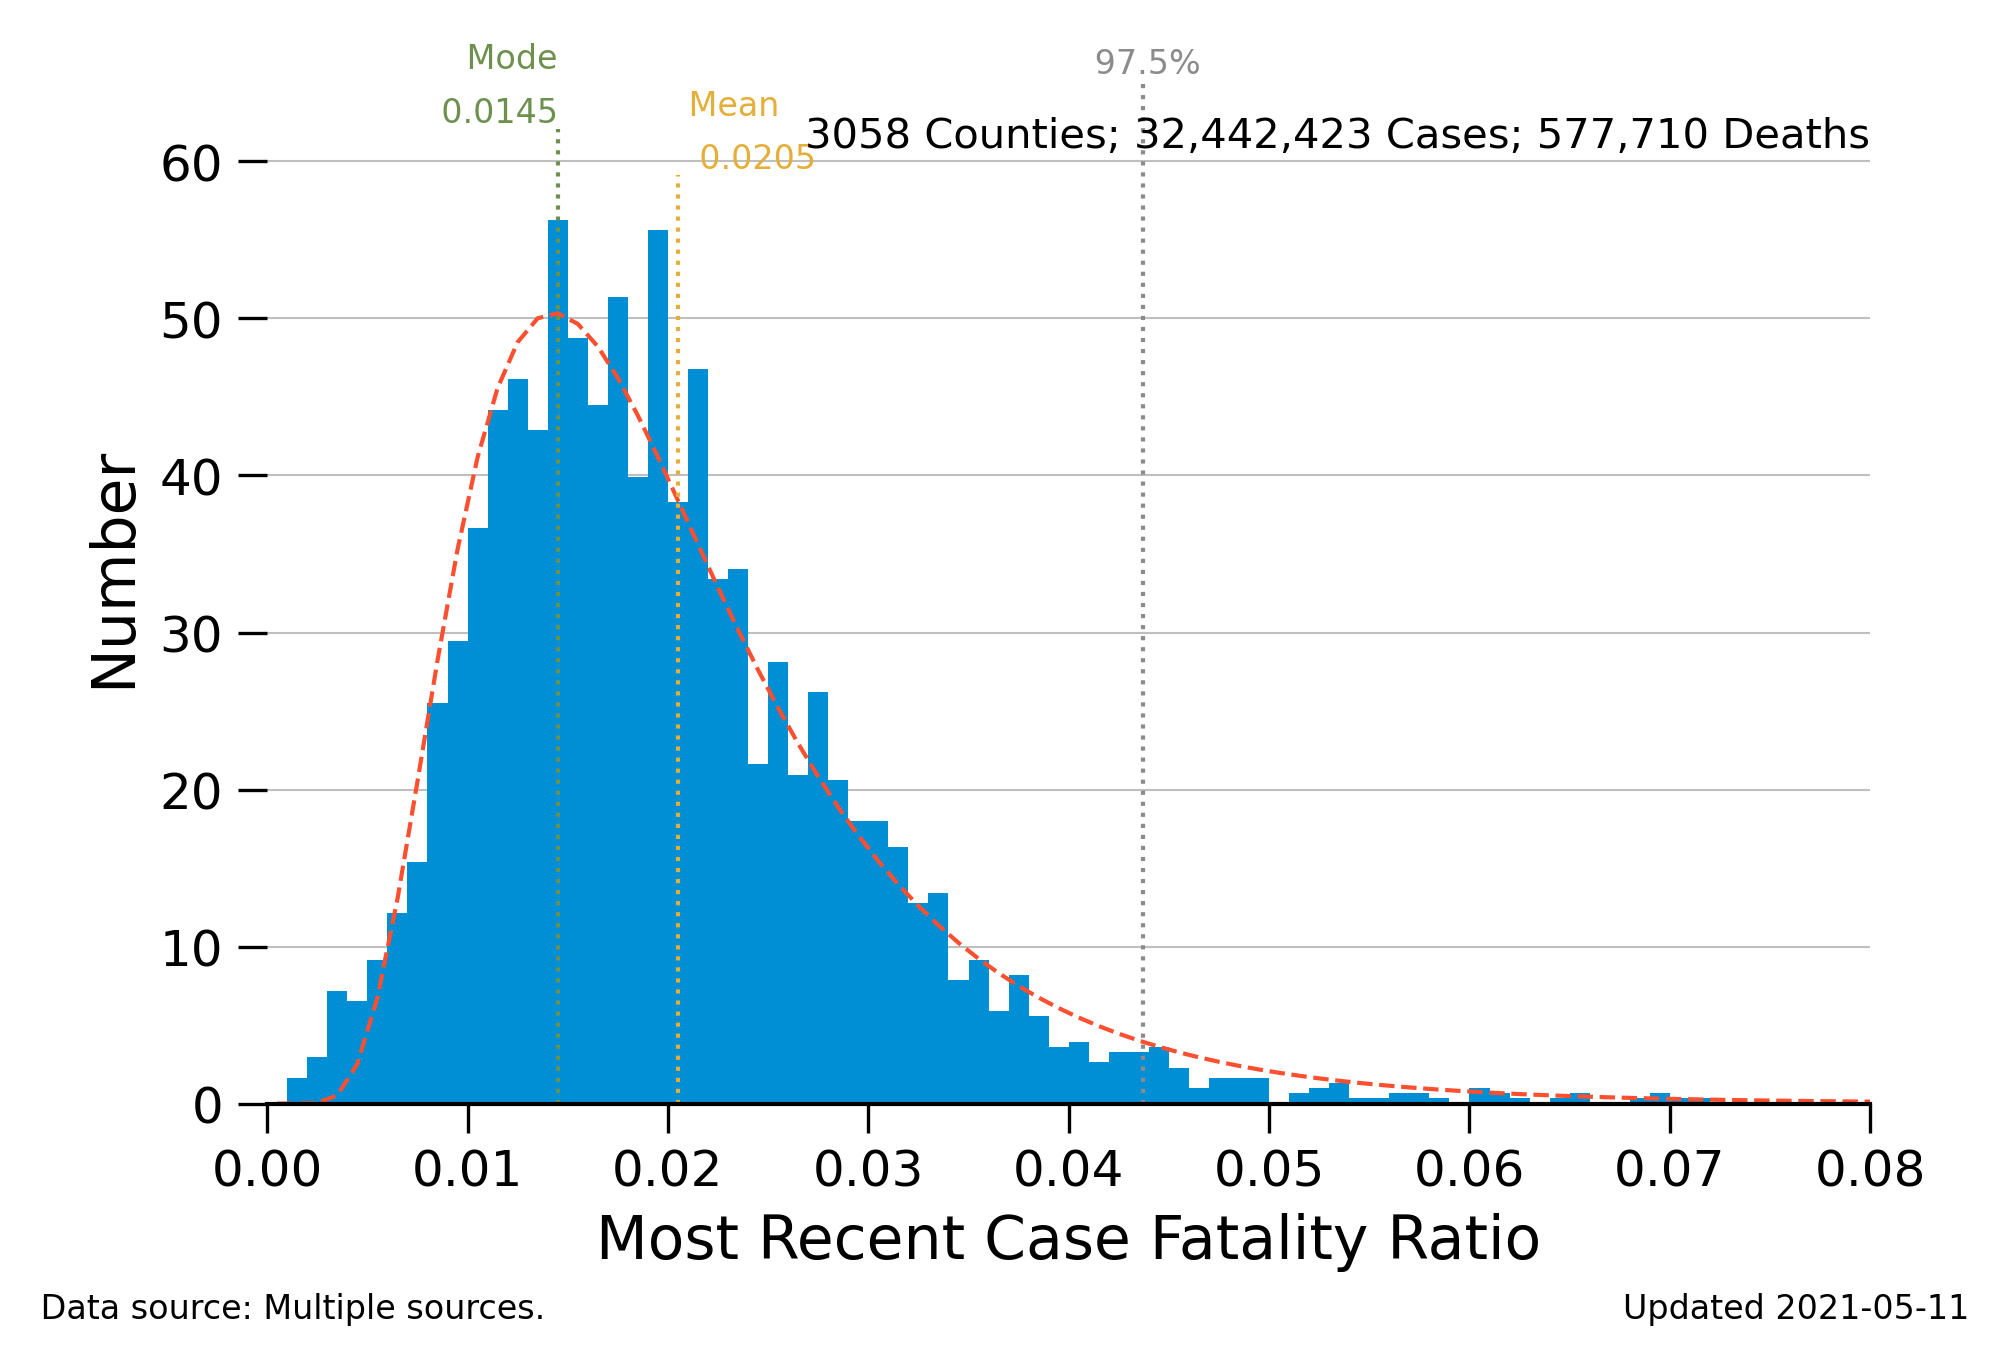 Mode
0.0145
Mean
0.0205
97.5%
3058 Counties; 32,442,423 Cases; 577,710 Deaths
Number
60
50
40
30
20
10
0
0.00 0.01 0.02 0.03 0.04 0.05 0.06 0.07 0.08
Most Recent Case Fatality Ratio
Data source: Multiple sources.
Updated 2021-05-11